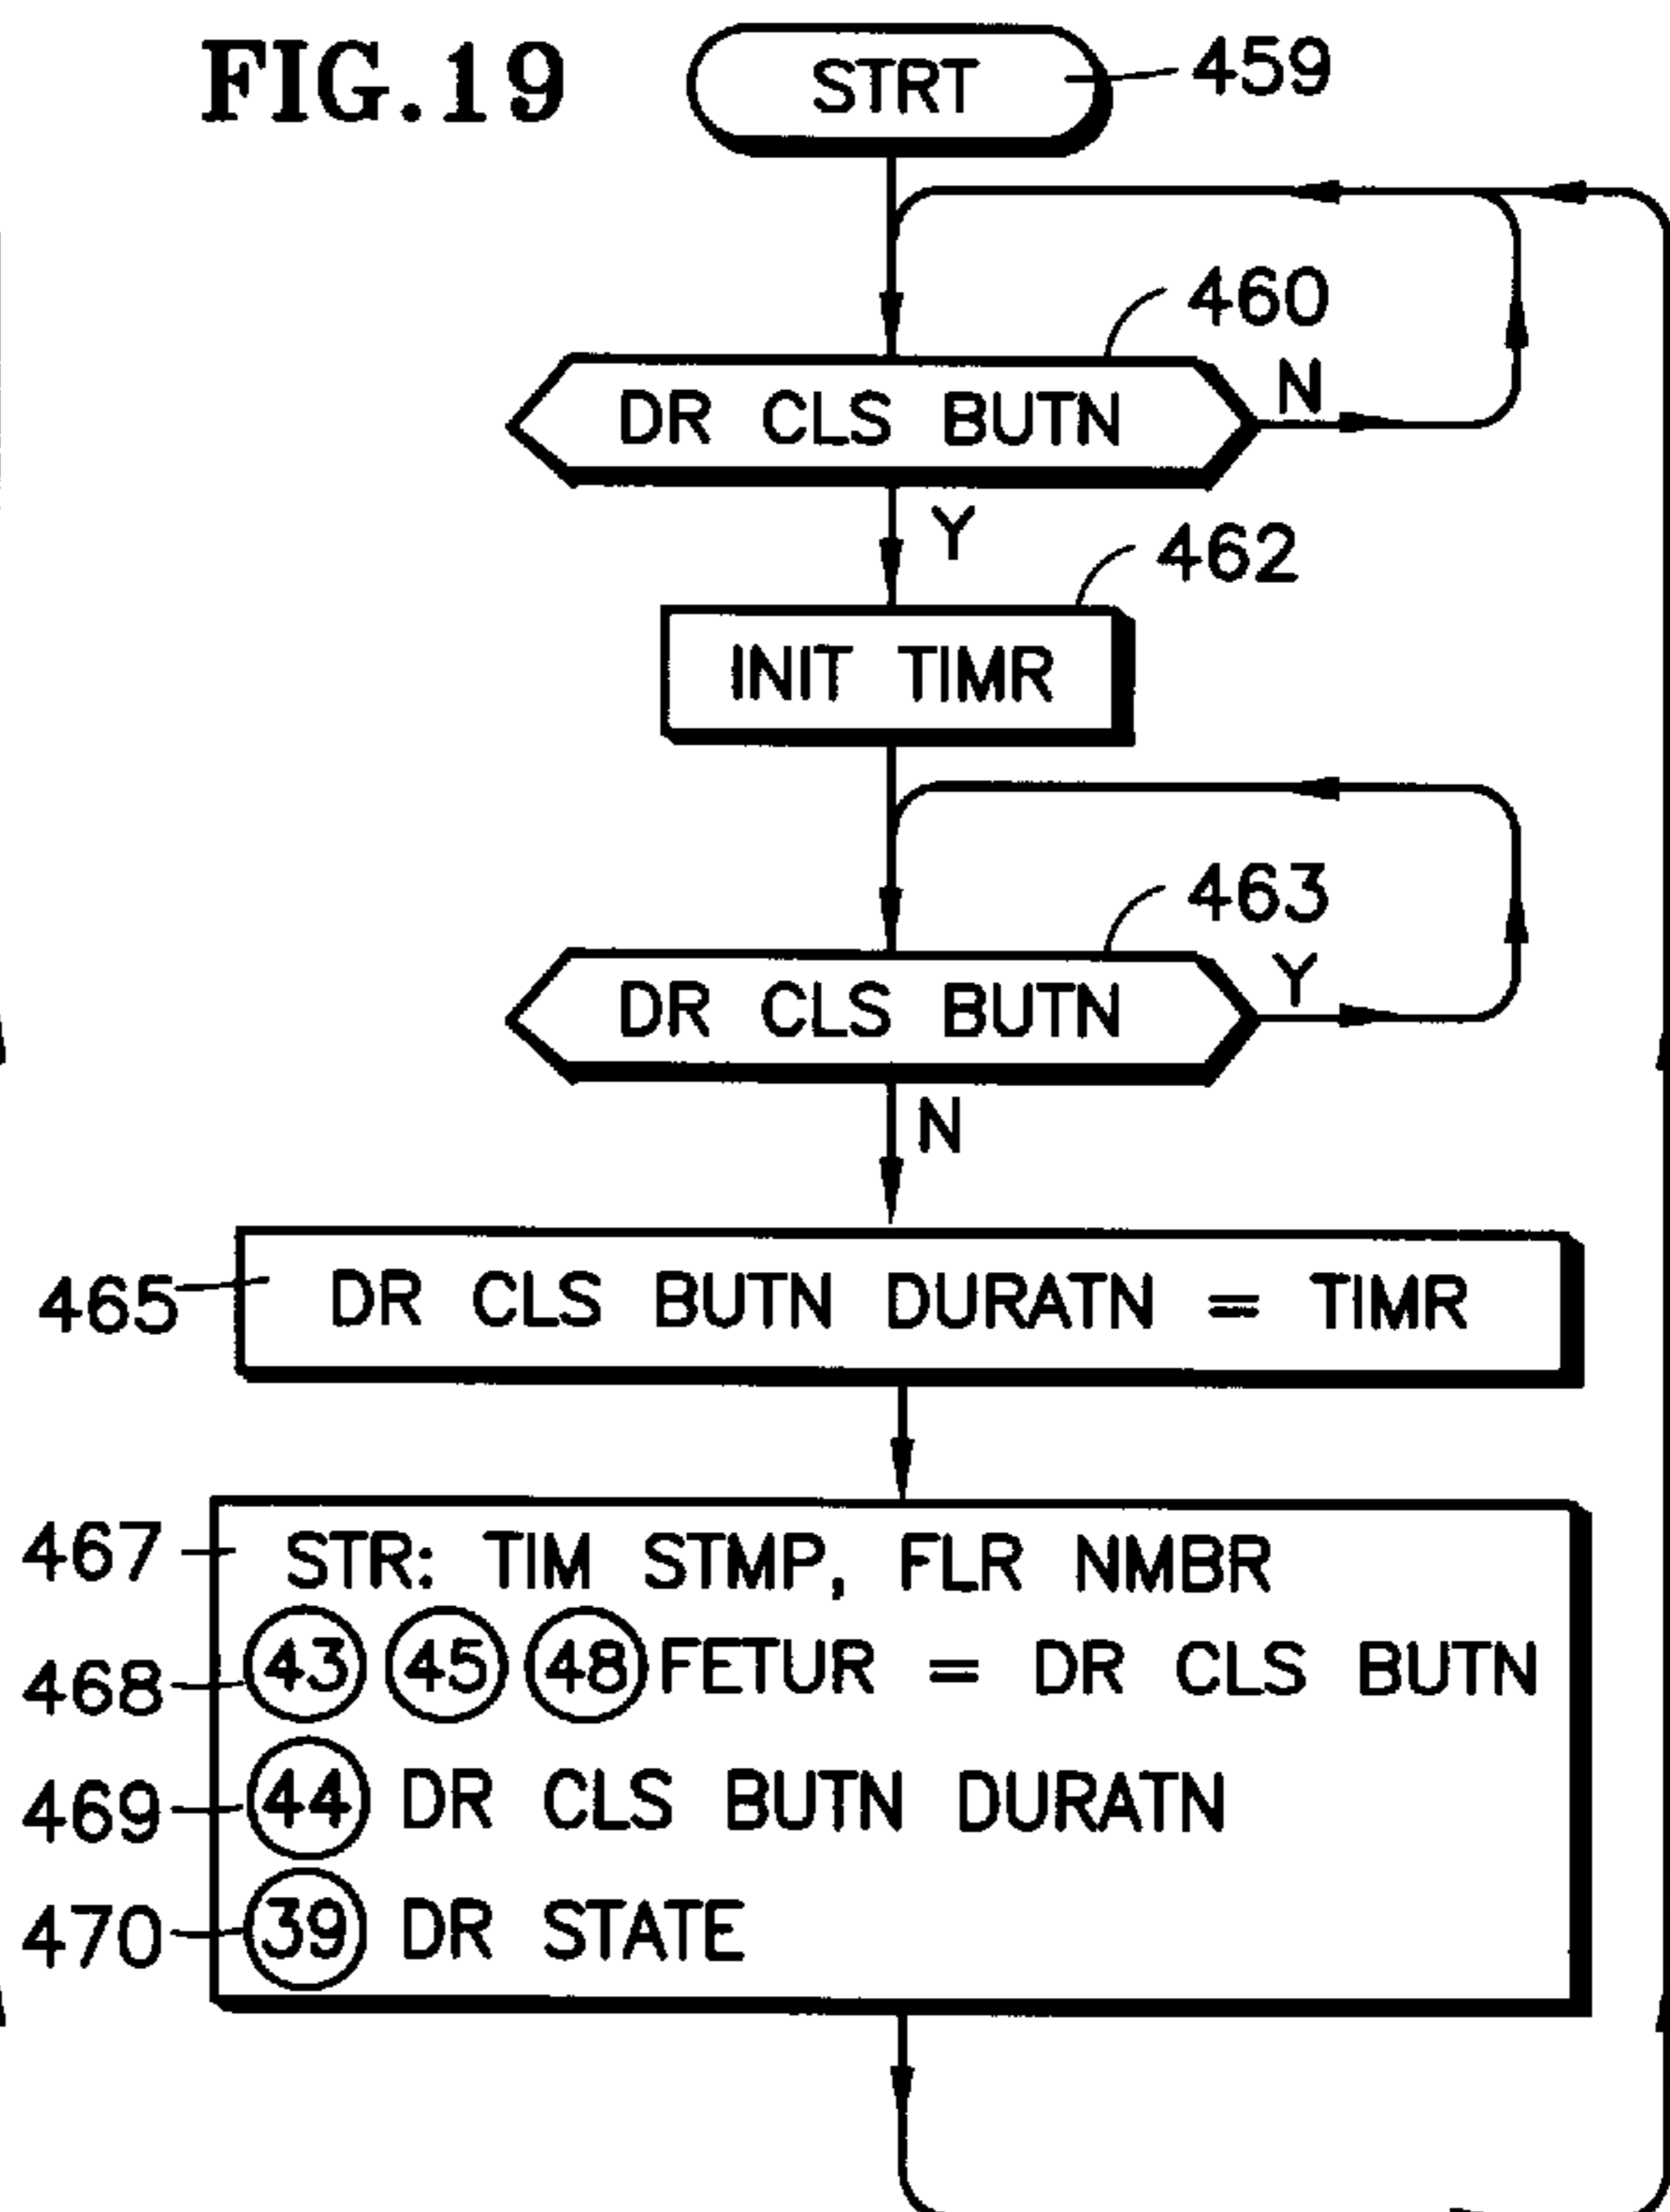 FIG.19
STRT
459
460
DR CLS BUTN
N
Y
462
INIT TIMR
463
DR CLS BUTN
Y
N
465
DR CLS BUTN DURATN = TIMR
467
STR: TIM STMP, FLR NMBR
468
43 45 48 FETUR = DR CLS BUTN
469
44 DR CLS BUTN DURATN
470
39 DR STATE